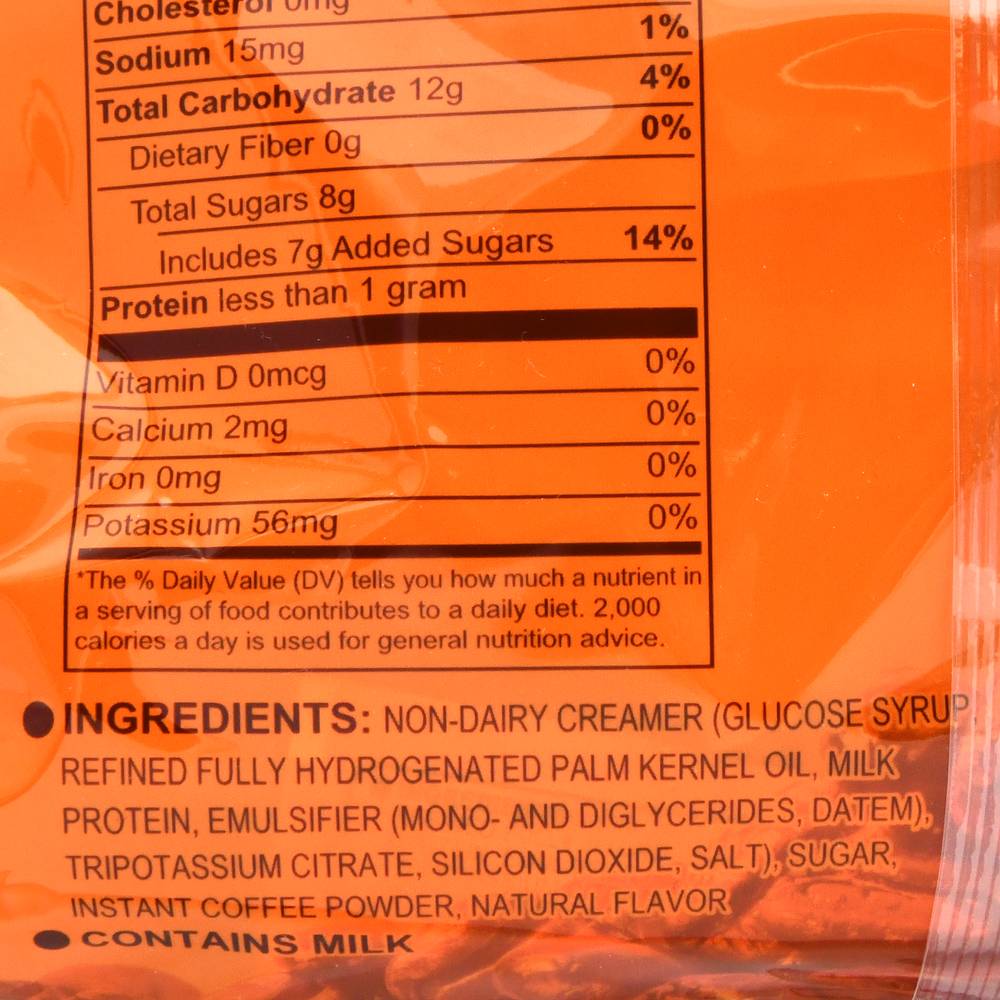 Cholesterol 0mg
Sodium 15mg 1%
Total Carbohydrate 12g 4%
Dietary Fiber 0g 0%
Total Sugars 8g
Includes 7g Added Sugars 14%
Protein less than 1 gram
Vitamin D 0mcg 0%
Calcium 2mg 0%
Iron 0mg 0%
Potassium 56mg 0%
*The % Daily Value (DV) tells you how much a nutrient in
a serving of food contributes to a daily diet. 2,000
calories a day is used for general nutrition advice.
● INGREDIENTS: NON-DAIRY CREAMER (GLUCOSE SYRUP,
REFINED FULLY HYDROGENATED PALM KERNEL OIL, MILK
PROTEIN, EMULSIFIER (MONO- AND DIGLYCERIDES, DATEM),
TRIPOTASSIUM CITRATE, SILICON DIOXIDE, SALT), SUGAR,
INSTANT COFFEE POWDER, NATURAL FLAVOR
● CONTAINS MILK